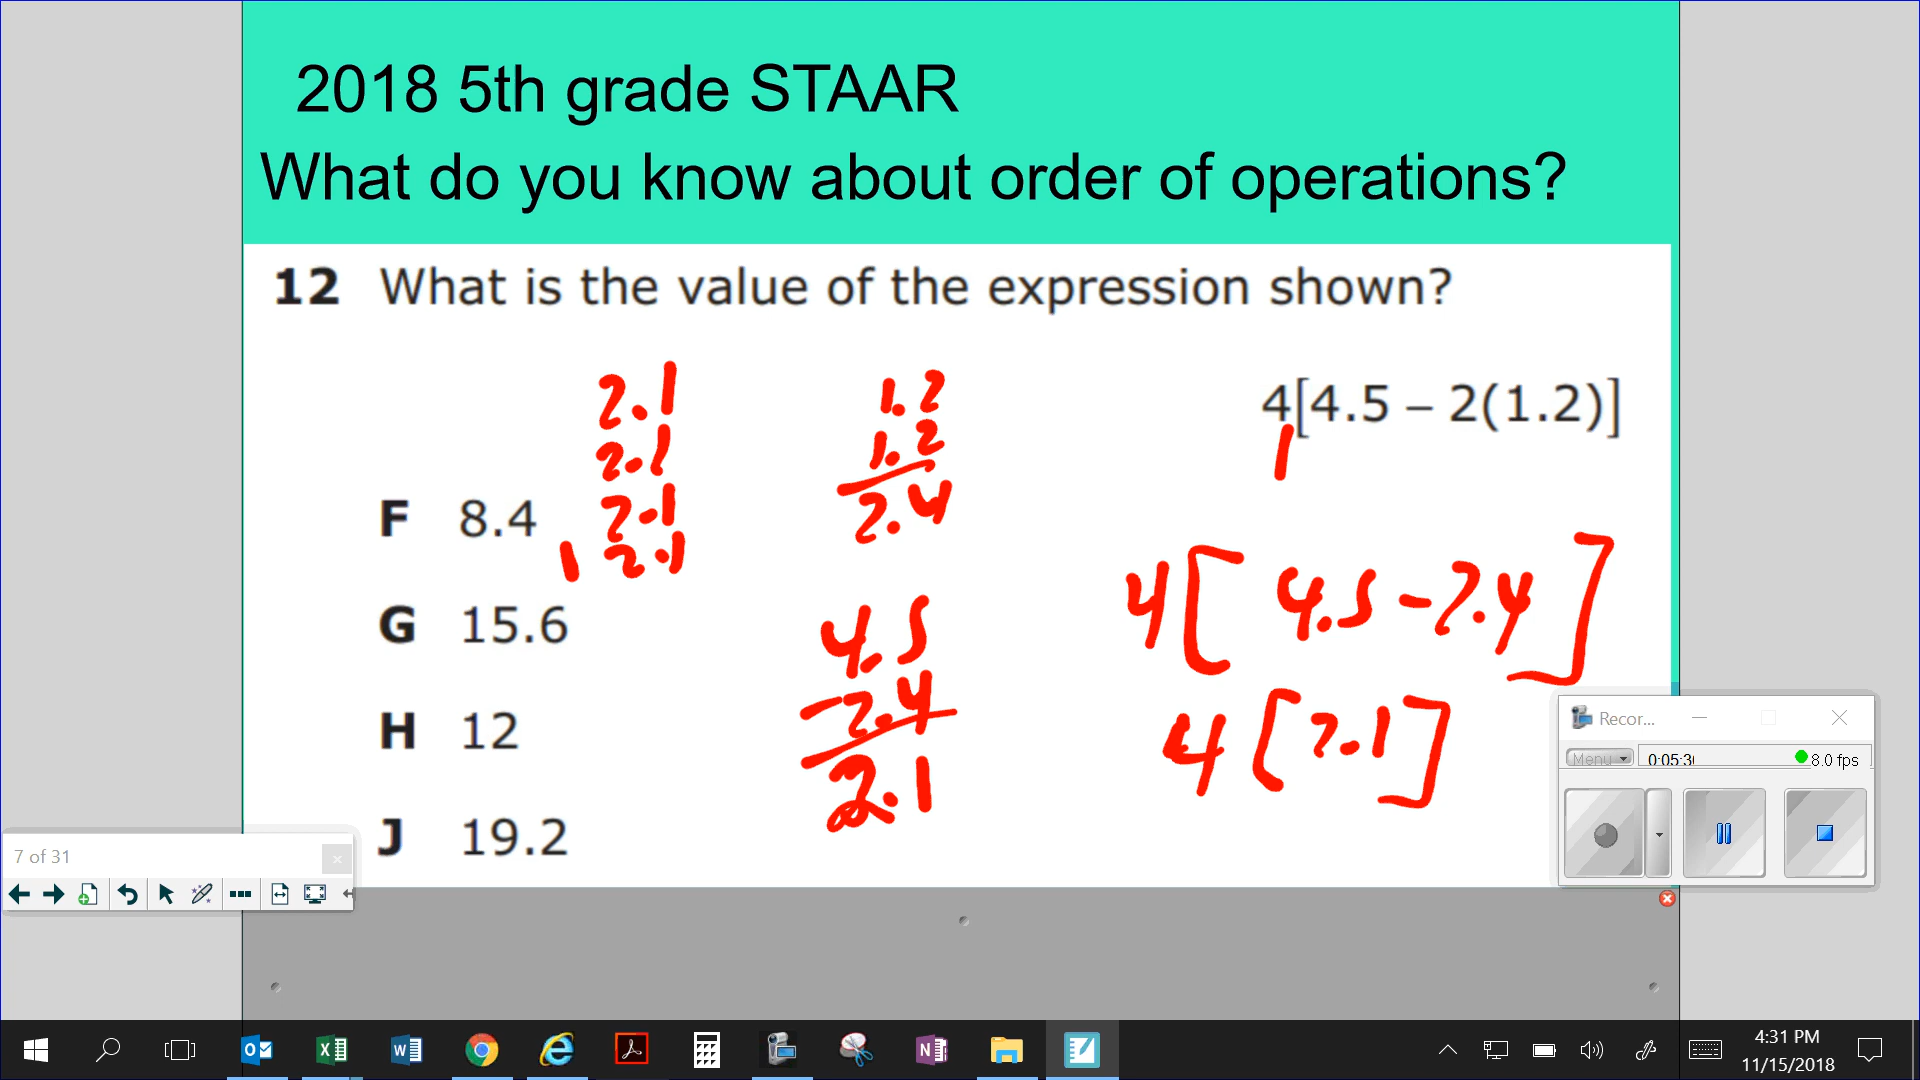 2018 5th grade STAAR
What do you know about order of operations?
12 What is the value of the expression shown?
4[4.5 – 2(1.2)]
1
2.1
2.1
2.1
1 2.1
1.2
1.2
2.4
F 8.4
G 15.6
H 12
J 19.2
4.5
-2.4
2.1
4[4.5-2.4]
4[2.1]
Recor...
Menu
0:05:3
8.0 fps
7 of 31
4:31 PM
11/15/2018